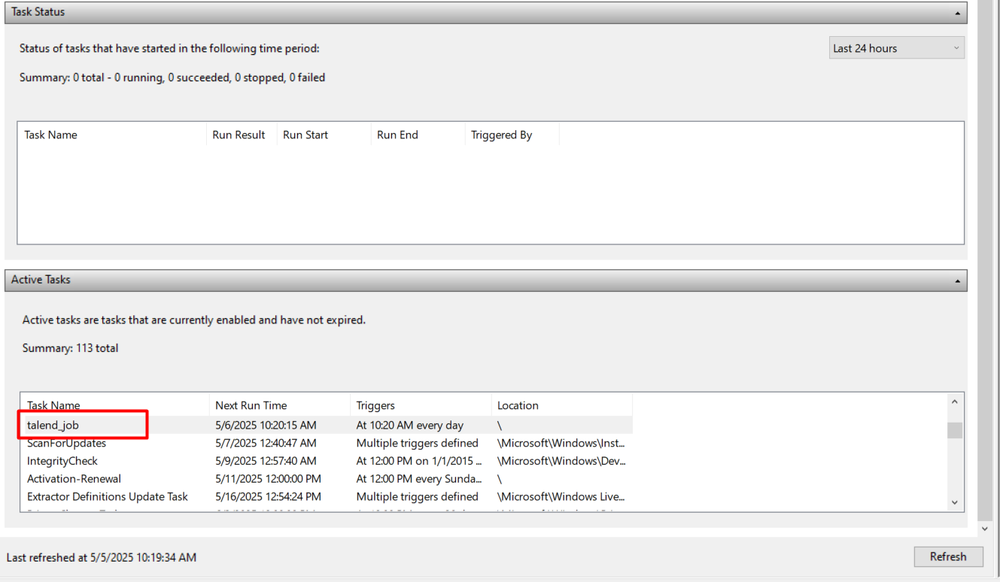 Task Status
Status of tasks that have started in the following time period:
Last 24 hours
Summary: 0 total - 0 running, 0 succeeded, 0 stopped, 0 failed
Task Name Run Result Run Start Run End Triggered By
Active Tasks
Active tasks are tasks that are currently enabled and have not expired.
Summary: 113 total
Task Name Next Run Time Triggers Location
talend_job 5/6/2025 10:20:15 AM At 10:20 AM every day \
ScanForUpdates 5/7/2025 12:40:47 AM Multiple triggers defined \Microsoft\Windows\Inst...
IntegrityCheck 5/9/2025 12:57:40 AM At 12:00 PM on 1/1/2015 ... \Microsoft\Windows\Dev...
Activation-Renewal 5/11/2025 12:00:00 PM At 12:00 PM every Sunda... \
Extractor Definitions Update Task 5/16/2025 12:54:24 PM Multiple triggers defined \Microsoft\Windows Live...
Last refreshed at 5/5/2025 10:19:34 AM
Refresh